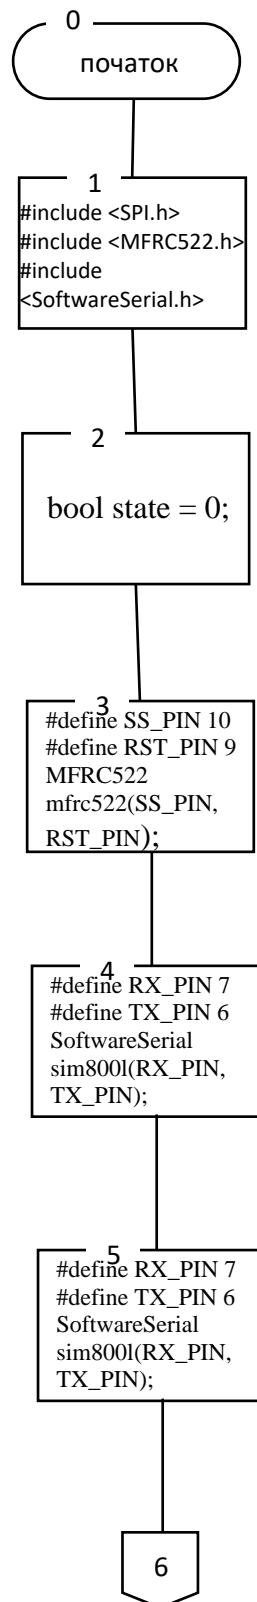 0
початок
1
#include <SPI.h>
#include <MFRC522.h>
#include
<SoftwareSerial.h>
2
bool state = 0;
3
#define SS_PIN 10
#define RST_PIN 9
MFRC522
mfrc522(SS_PIN,
RST_PIN);
4
#define RX_PIN 7
#define TX_PIN 6
SoftwareSerial
sim800l(RX_PIN,
TX_PIN);
5
#define RX_PIN 7
#define TX_PIN 6
SoftwareSerial
sim800l(RX_PIN,
TX_PIN);
6